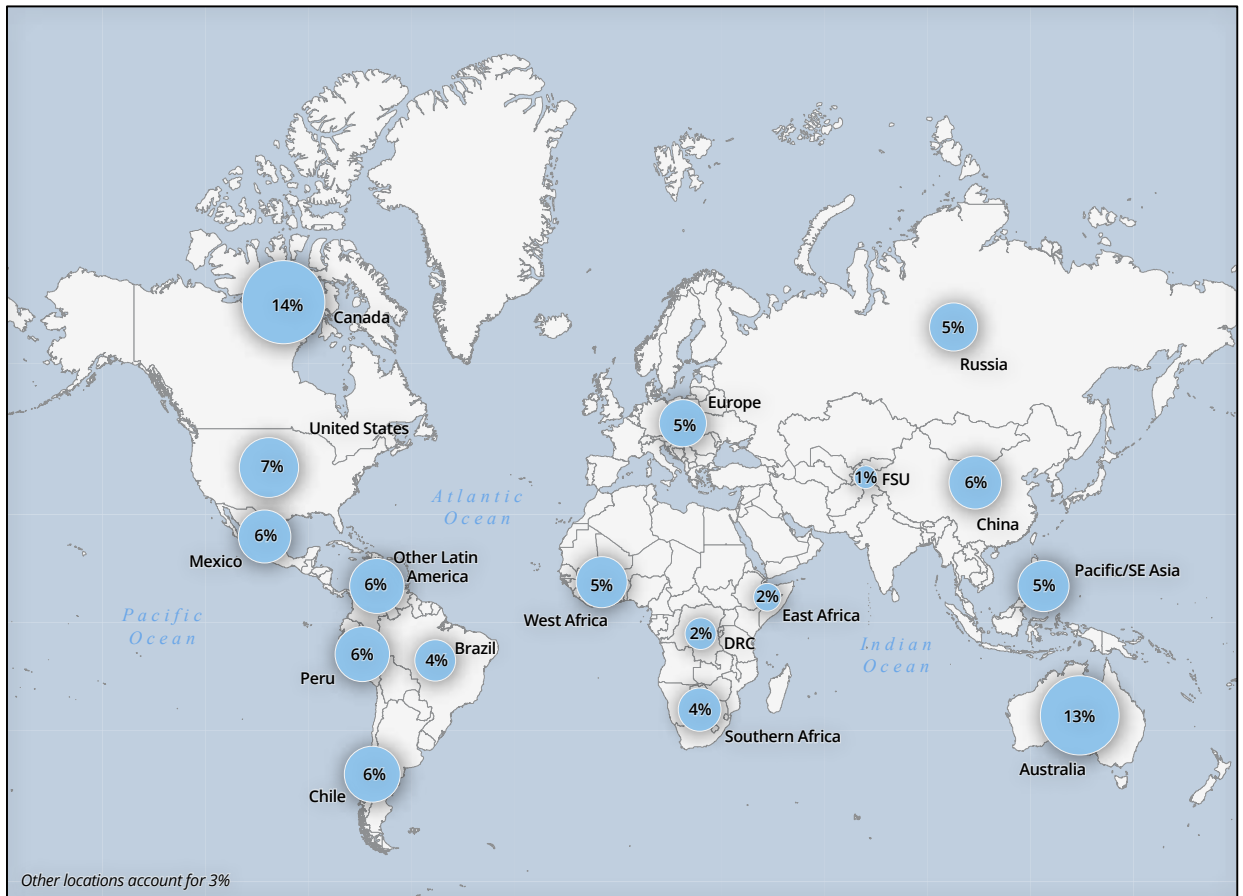 14%
Canada
5%
Russia
Europe
5%
United States
7%
1% FSU
6%
China
Atlantic
Ocean
6%
Mexico
Other Latin
America
6%
5%
West Africa
2%
East Africa
5%
Pacific/SE Asia
Pacific
Ocean
2%
DRC
Indian
Ocean
6%
Peru
4%
Brazil
4%
Southern Africa
13%
Australia
6%
Chile
Other locations account for 3%